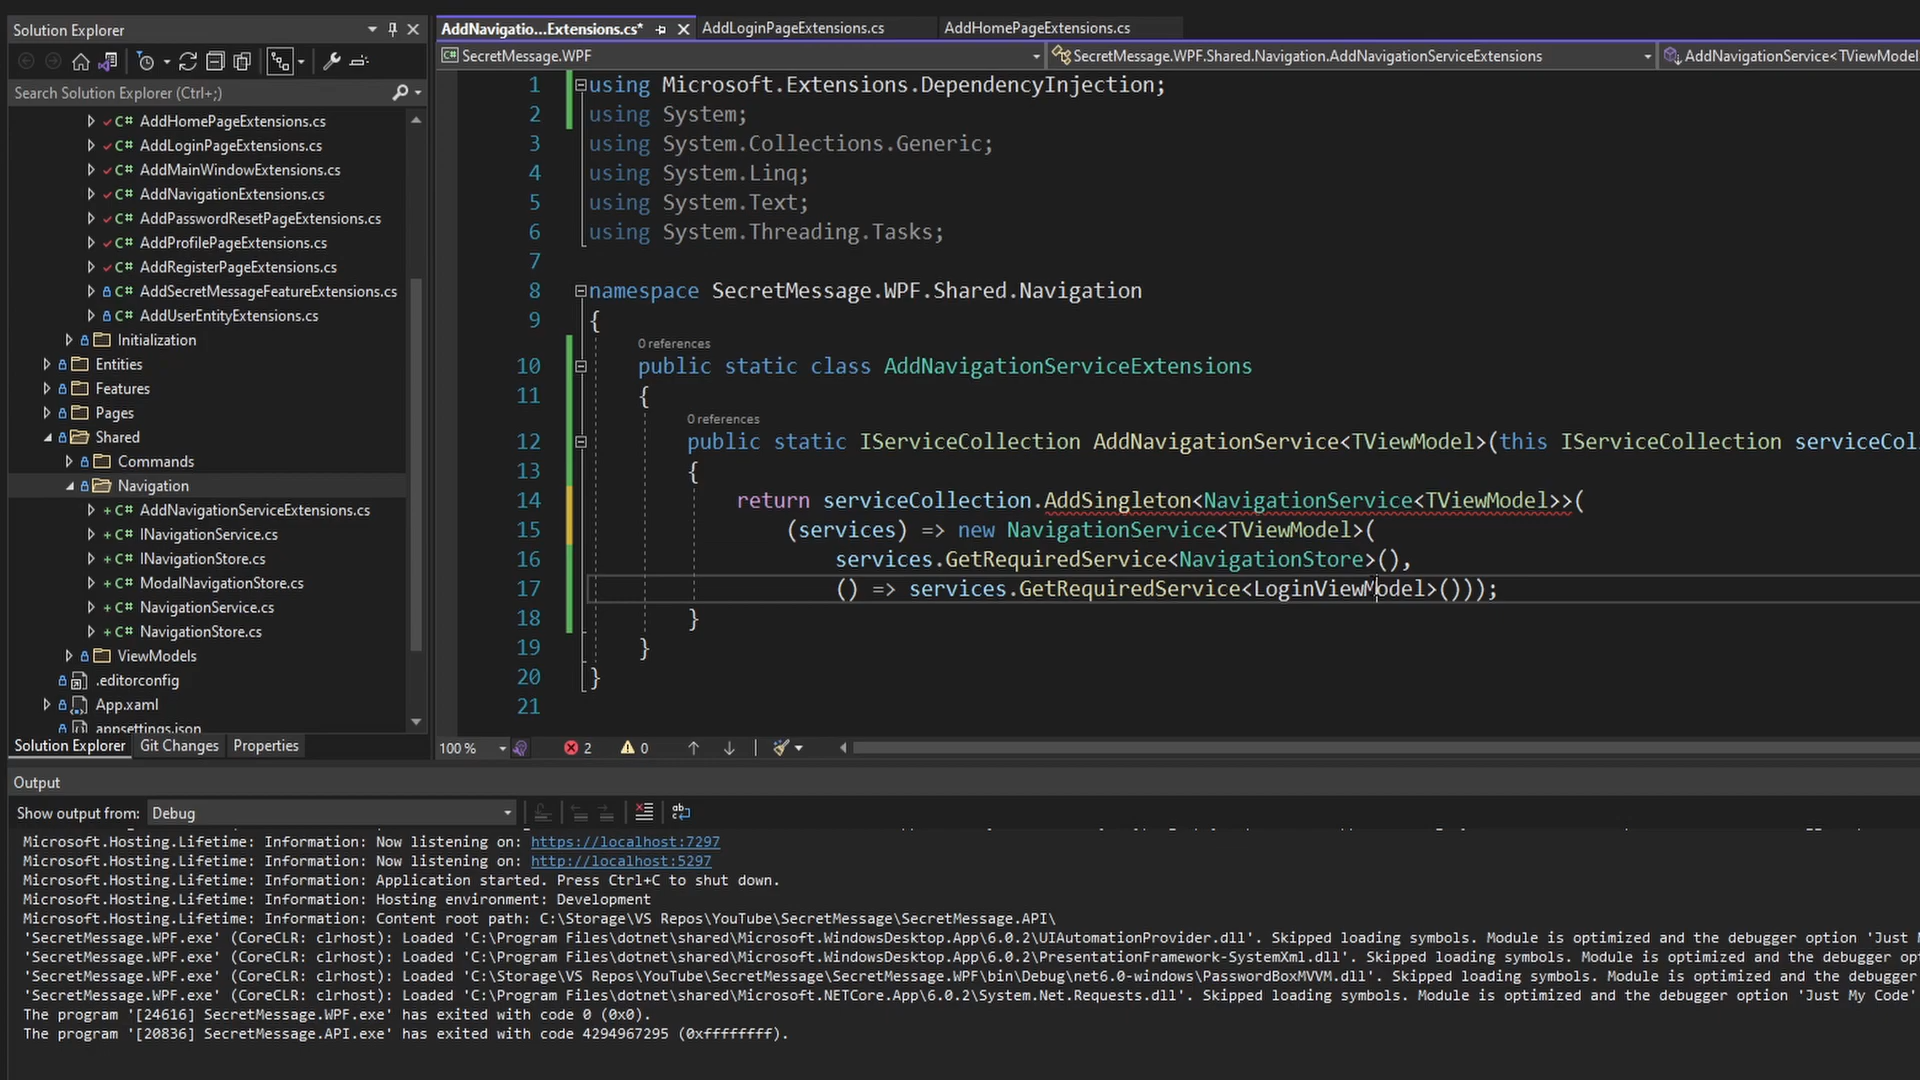 Solution Explorer
AddNavigatio...Extensions.cs*
AddLoginPageExtensions.cs
AddHomePageExtensions.cs
SecretMessage.WPF
SecretMessage.WPF.Shared.Navigation.AddNavigationServiceExtensions
AddNavigationService<TViewModel
Search Solution Explorer (Ctrl+;)
C# AddHomePageExtensions.cs
C# AddLoginPageExtensions.cs
C# AddMainWindowExtensions.cs
C# AddNavigationExtensions.cs
C# AddPasswordResetPageExtensions.cs
C# AddProfilePageExtensions.cs
C# AddRegisterPageExtensions.cs
C# AddSecretMessageFeatureExtensions.cs
C# AddUserEntityExtensions.cs
Initialization
Entities
Features
Pages
Shared
Commands
Navigation
+ C# AddNavigationServiceExtensions.cs
+ C# INavigationService.cs
+ C# INavigationStore.cs
+ C# ModalNavigationStore.cs
+ C# NavigationService.cs
+ C# NavigationStore.cs
ViewModels
.editorconfig
App.xaml
appsettings.json
Solution Explorer
Git Changes
Properties
1 using Microsoft.Extensions.DependencyInjection;
2 using System;
3 using System.Collections.Generic;
4 using System.Linq;
5 using System.Text;
6 using System.Threading.Tasks;
7
8 namespace SecretMessage.WPF.Shared.Navigation
9 {
0 references
10 public static class AddNavigationServiceExtensions
11 {
0 references
12 public static IServiceCollection AddNavigationService<TViewModel>(this IServiceCollection serviceCol
13 {
14 return serviceCollection.AddSingleton<NavigationService<TViewModel>>(
15 (services) => new NavigationService<TViewModel>(
16 services.GetRequiredService<NavigationStore>(),
17 () => services.GetRequiredService<LoginViewModel>()));
18 }
19 }
20 }
21
100 %
2
0
Output
Show output from: Debug
Microsoft.Hosting.Lifetime: Information: Now listening on: https://localhost:7297
Microsoft.Hosting.Lifetime: Information: Now listening on: http://localhost:5297
Microsoft.Hosting.Lifetime: Information: Application started. Press Ctrl+C to shut down.
Microsoft.Hosting.Lifetime: Information: Hosting environment: Development
Microsoft.Hosting.Lifetime: Information: Content root path: C:\Storage\VS Repos\YouTube\SecretMessage\SecretMessage.API\
'SecretMessage.WPF.exe' (CoreCLR: clrhost): Loaded 'C:\Program Files\dotnet\shared\Microsoft.WindowsDesktop.App\6.0.2\UIAutomationProvider.dll'. Skipped loading symbols. Module is optimized and the debugger option 'Just M
'SecretMessage.WPF.exe' (CoreCLR: clrhost): Loaded 'C:\Program Files\dotnet\shared\Microsoft.WindowsDesktop.App\6.0.2\PresentationFramework-SystemXml.dll'. Skipped loading symbols. Module is optimized and the debugger opt
'SecretMessage.WPF.exe' (CoreCLR: clrhost): Loaded 'C:\Storage\VS Repos\YouTube\SecretMessage\SecretMessage.WPF\bin\Debug\net6.0-windows\PasswordBoxMVVM.dll'. Skipped loading symbols. Module is optimized and the debugger
'SecretMessage.WPF.exe' (CoreCLR: clrhost): Loaded 'C:\Program Files\dotnet\shared\Microsoft.NETCore.App\6.0.2\System.Net.Requests.dll'. Skipped loading symbols. Module is optimized and the debugger option 'Just My Code'
The program '[24616] SecretMessage.WPF.exe' has exited with code 0 (0x0).
The program '[20836] SecretMessage.API.exe' has exited with code 4294967295 (0xffffffff).